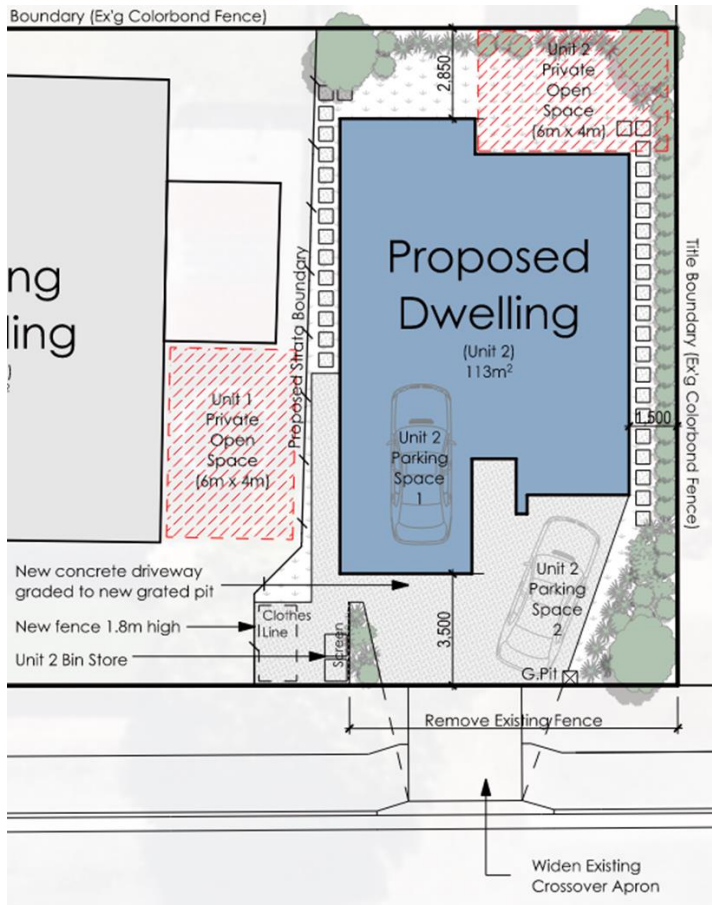 Boundary (Ex'g Colorbond Fence)
2,850
Unit 2
Private
Open
Space
(6m x 4m)
ng
ling
)
2
Proposed
Dwelling
(Unit 2)
113m²
Proposed Strata Boundary
Title Boundary (Ex'g Colorbond Fence)
Unit 1
Private
Open
Space
(6m x 4m)
1,500
Unit 2
Parking
Space
1
New concrete driveway
graded to new grated pit
Unit 2
Parking
Space
2
New fence 1.8m high
Clothes
Line
Unit 2 Bin Store
Screen
3,500
G.Pit
Remove Existing Fence
Widen Existing
Crossover Apron